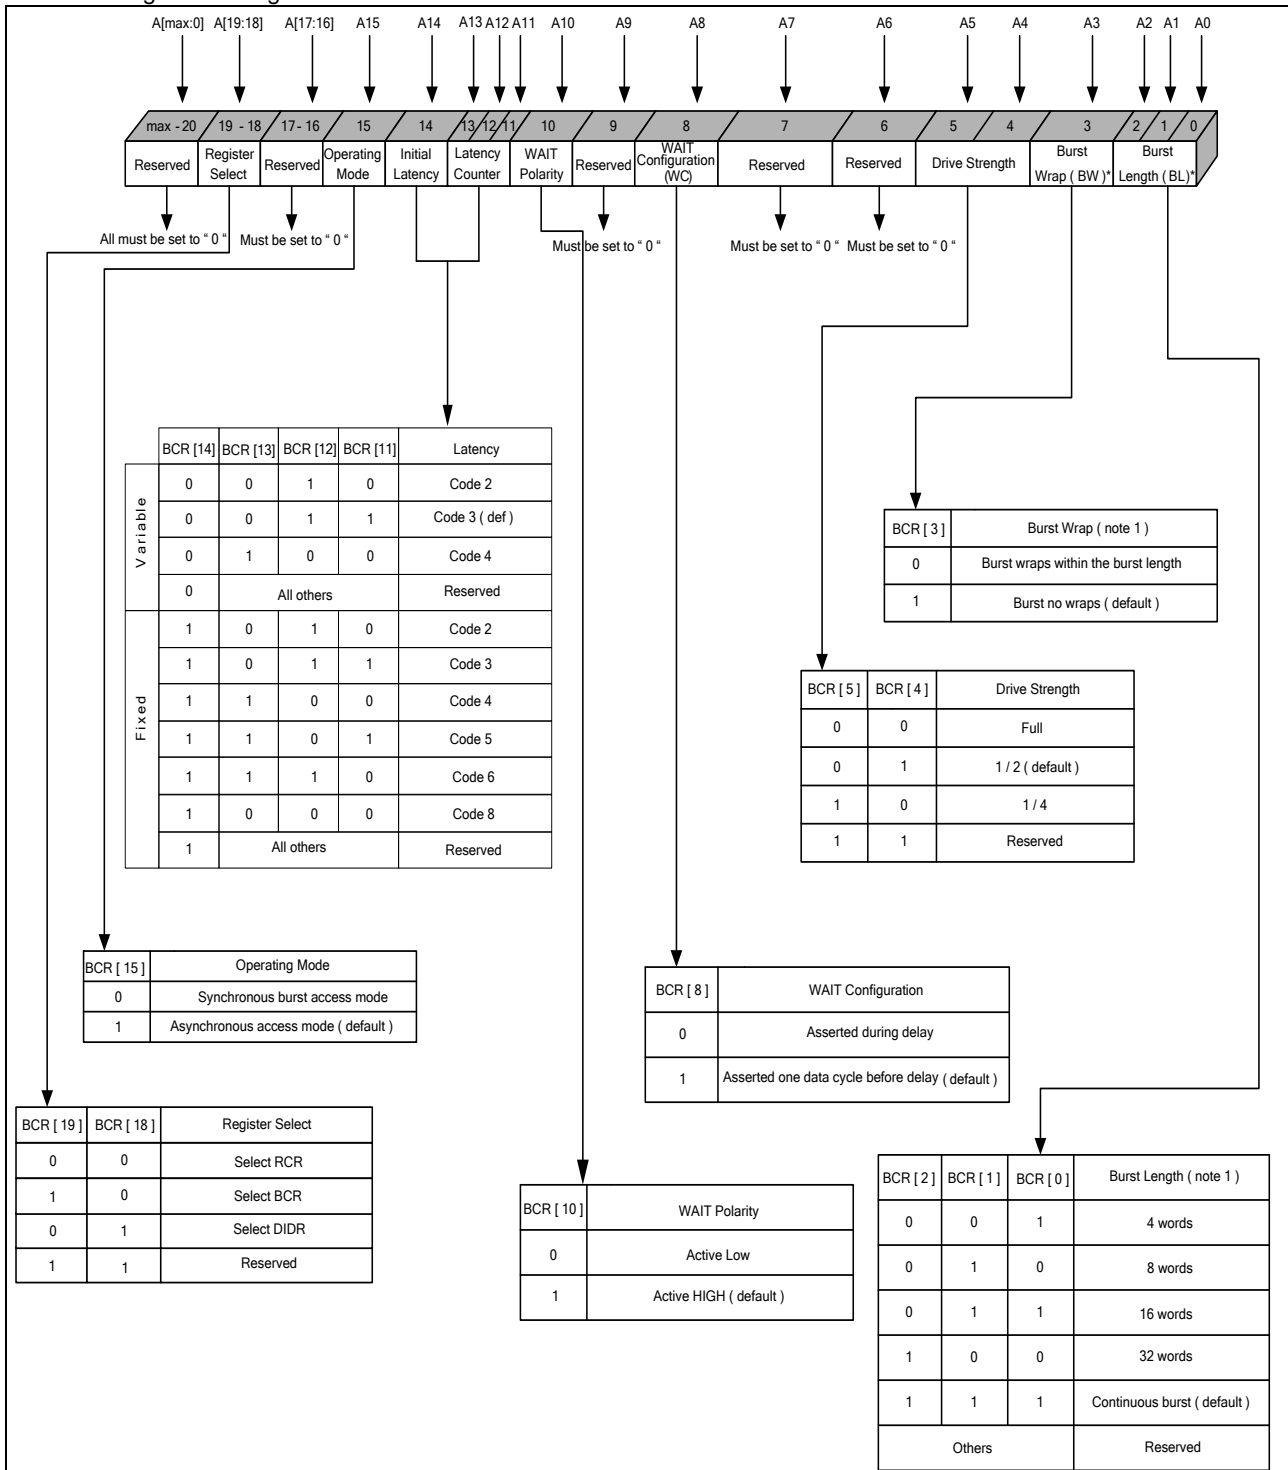 A[max:0] A[19:18] A[17:16] A15 A14 A13 A12 A11 A10 A9 A8 A7 A6 A5 A4 A3 A2 A1 A0
max - 20 19 - 18 17 - 16 15 14 13 12 11 10 9 8 7 6 5 4 3 2 1 0
Reserved
Register
Select
Reserved
Operating
Mode
Initial
Latency
Latency
Counter
WAIT
Polarity
Reserved
WAIT
Configuration
(WC)
Reserved
Reserved
Drive Strength
Burst
Wrap ( BW )*
Burst
Length ( BL)*
All must be set to “ 0 “
Must be set to “ 0 “
Must be set to “ 0 “
Must be set to “ 0 “
Must be set to “ 0 “
BCR [14] BCR [13] BCR [12] BCR [11] Latency
Variable
0 0 1 0 Code 2
0 0 1 1 Code 3 ( def )
0 1 0 0 Code 4
0 All others Reserved
Fixed
1 0 1 0 Code 2
1 0 1 1 Code 3
1 1 0 0 Code 4
1 1 0 1 Code 5
1 1 1 0 Code 6
1 0 0 0 Code 8
1 All others Reserved
BCR [ 3 ] Burst Wrap ( note 1 )
0 Burst wraps within the burst length
1 Burst no wraps ( default )
BCR [ 5 ] BCR [ 4 ] Drive Strength
0 0 Full
0 1 1 / 2 ( default )
1 0 1 / 4
1 1 Reserved
BCR [ 15 ] Operating Mode
0 Synchronous burst access mode
1 Asynchronous access mode ( default )
BCR [ 8 ] WAIT Configuration
0 Asserted during delay
1 Asserted one data cycle before delay ( default )
BCR [ 19 ] BCR [ 18 ] Register Select
0 0 Select RCR
1 0 Select BCR
0 1 Select DIDR
1 1 Reserved
BCR [ 10 ] WAIT Polarity
0 Active Low
1 Active HIGH ( default )
BCR [ 2 ] BCR [ 1 ] BCR [ 0 ] Burst Length ( note 1 )
0 0 1 4 words
0 1 0 8 words
0 1 1 16 words
1 0 0 32 words
1 1 1 Continuous burst ( default )
Others Reserved